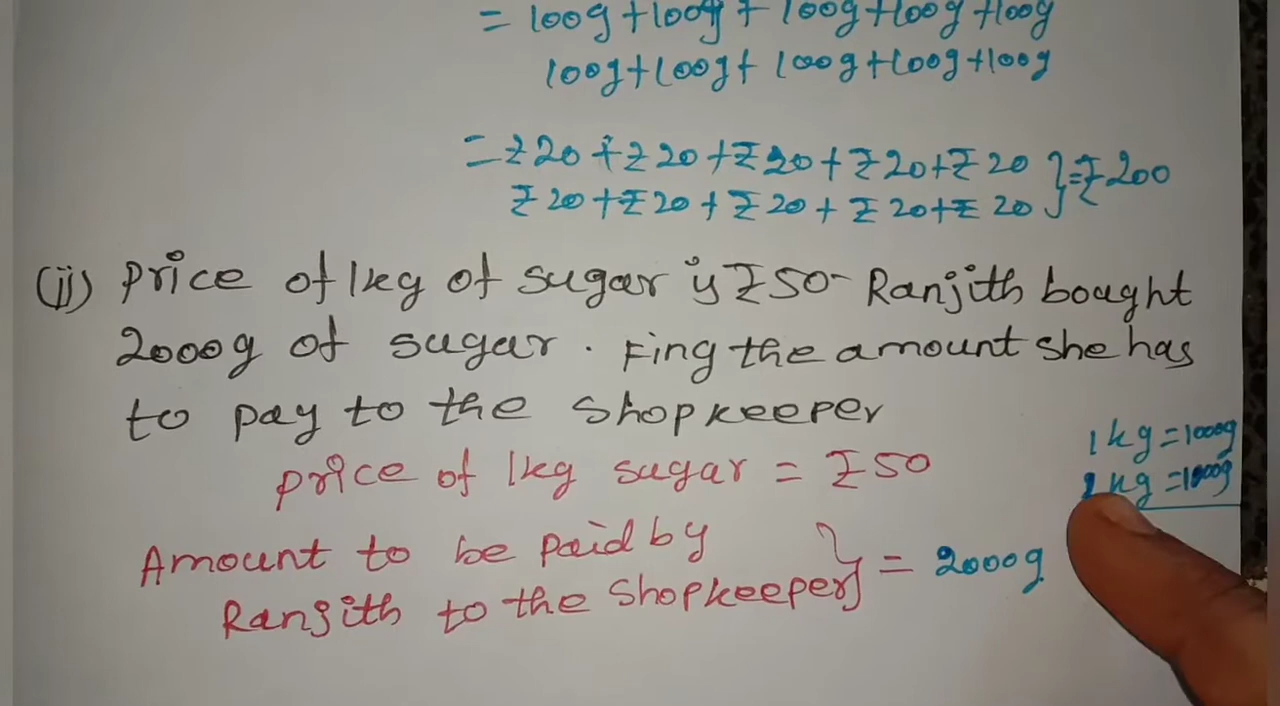 = 100g + 100g + 100g + 100g + 100g
100g + 100g + 100g + 100g + 100g
= ₹20 + ₹20 + ₹20 + ₹20 + ₹20 } = ₹200
₹20 + ₹20 + ₹20 + ₹20 + ₹20
(ii) Price of 1kg of sugar is ₹50- Ranjith bought
2000g of sugar. Fing the amount she has
to pay to the shopkeeper
1kg = 1000g
price of 1kg sugar = ₹50
kg = 1000g
Amount to be paid by
Ranjith to the shopkeeper } = 2000g